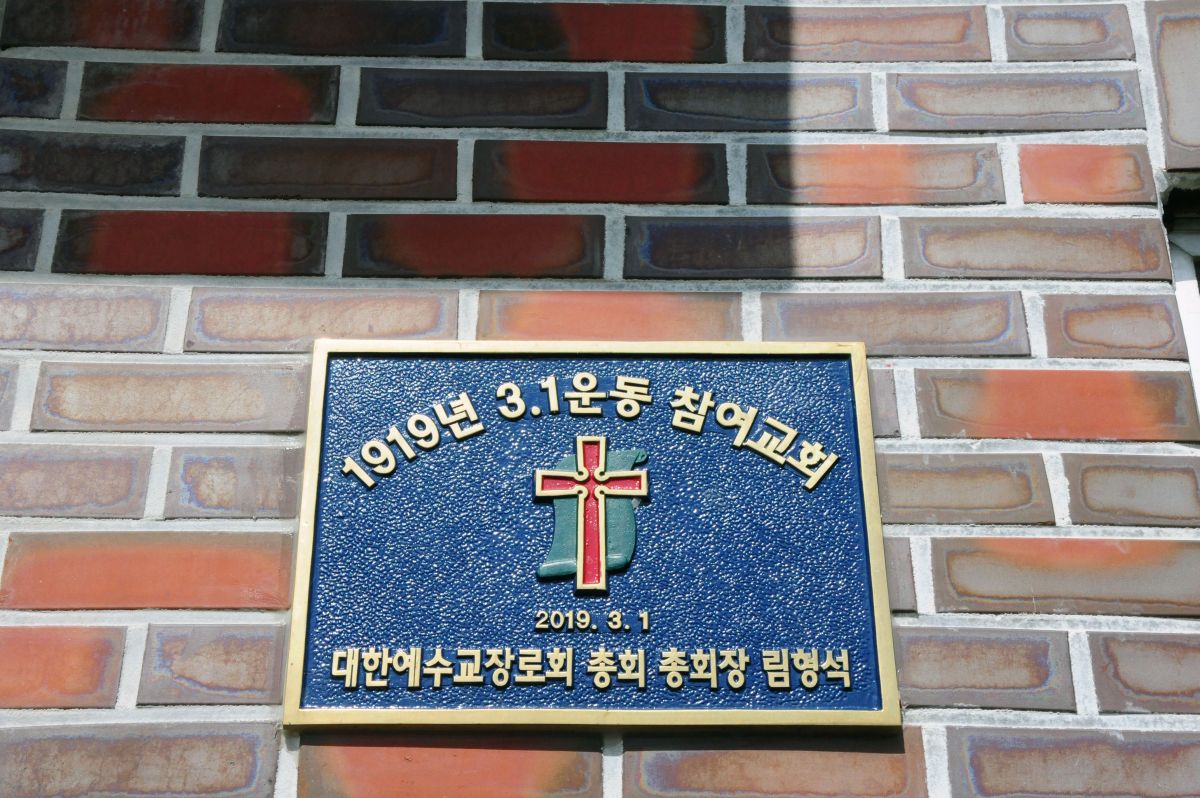 1919년 3.1운동 참여교회
2019. 3. 1
대한예수교장로회 총회 총회장 림형석